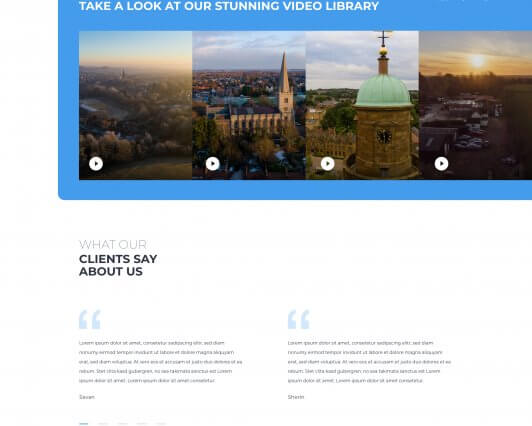 TAKE A LOOK AT OUR STUNNING VIDEO LIBRARY
WHAT OUR
CLIENTS SAY
ABOUT US
Lorem ipsum dolor sit amet, consetetur sadipscing elitr, sed diam
nonumy eirmod tempor invidunt ut labore et dolore magna aliquyam
erat, sed diam voluptua. At vero eos et accusam et justo duo dolores et ea
rebum. Stet clita kasd gubergren, no sea takimata sanctus est Lorem
ipsum dolor sit amet. Lorem ipsum dolor sit amet consetetur.
Savan
Lorem ipsum dolor sit amet, consetetur sadipscing elitr, sed diam
nonumy eirmod tempor invidunt ut labore et dolore magna aliquyam
erat, sed diam voluptua. At vero eos et accusam et justo duo dolores et ea
rebum. Stet clita kasd gubergren, no sea takimata sanctus est Lorem
ipsum dolor sit amet. Lorem ipsum dolor sit amet consetetur.
Sherin